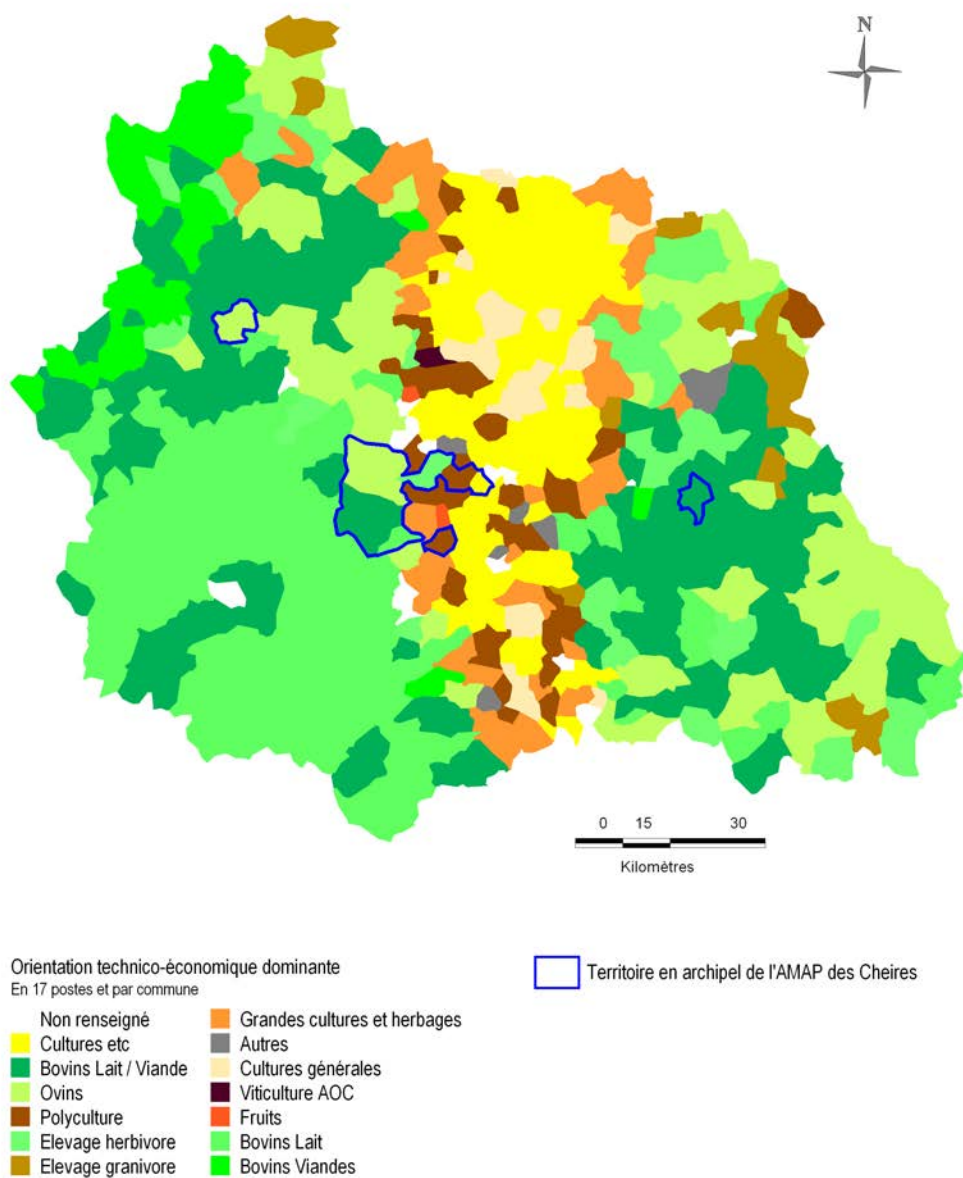 N
0 15 30
Kilomètres
Orientation technico-économique dominante
En 17 postes et par commune
Territoire en archipel de l'AMAP des Cheires
Non renseigné
Cultures etc
Bovins Lait / Viande
Ovins
Polyculture
Elevage herbivore
Elevage granivore
Grandes cultures et herbages
Autres
Cultures générales
Viticulture AOC
Fruits
Bovins Lait
Bovins Viandes